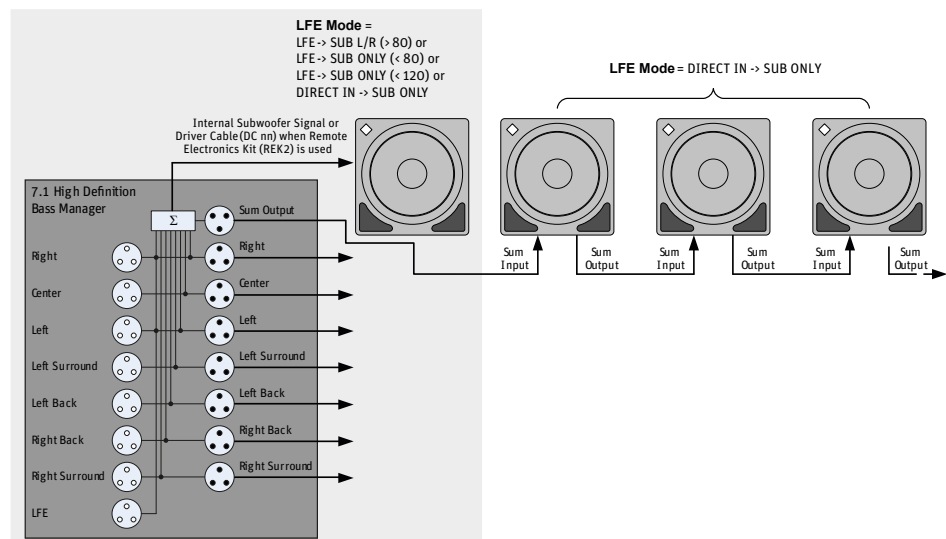 LFE Mode =
LFE-> SUB L/R (> 80) or
LFE-> SUB ONLY (< 80) or
LFE-> SUB ONLY (< 120) or
DIRECT IN -> SUB ONLY
LFE Mode = DIRECT IN -> SUB ONLY
Internal Subwoofer Signal or
Driver Cable (DC nn) when Remote
Electronics Kit (REK2) is used
7.1 High Definition
Bass Manager
Σ
Sum Output
Right
Right
Center
Center
Left
Left
Left Surround
Left Surround
Left Back
Left Back
Right Back
Right Back
Right Surround
Right Surround
LFE
Sum
Input
Sum
Output
Sum
Input
Sum
Output
Sum
Input
Sum
Output